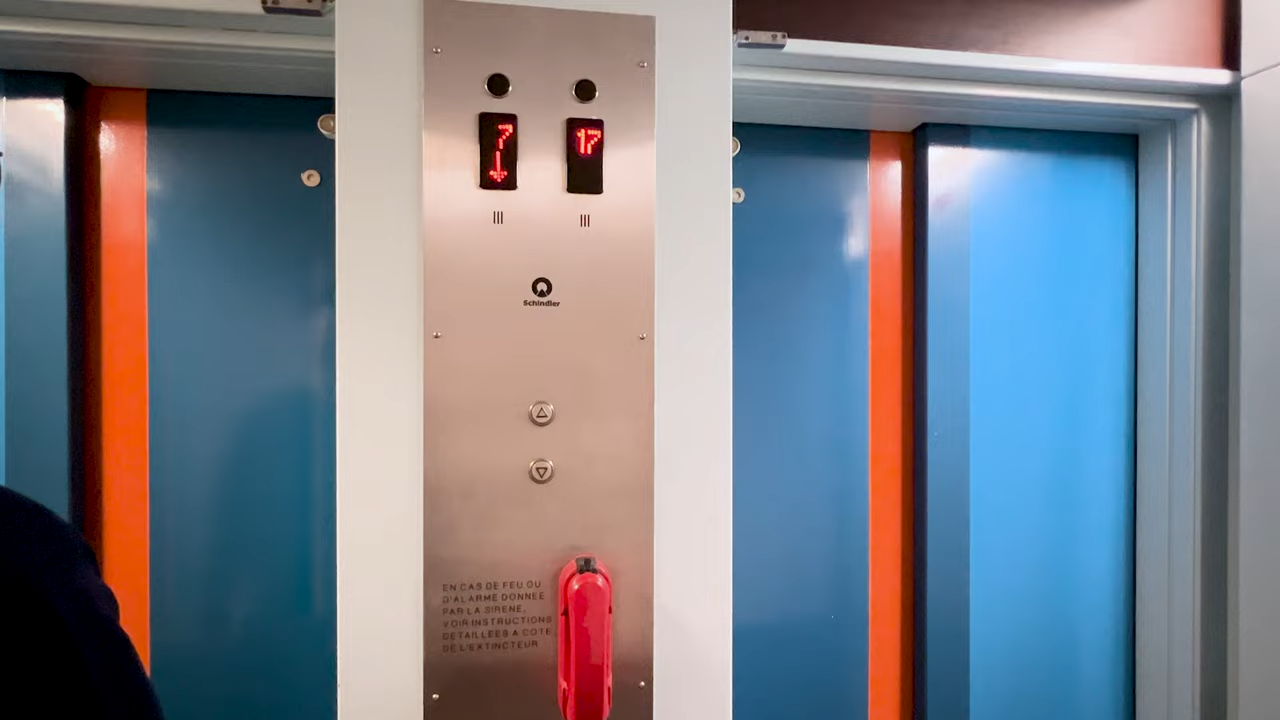 7 17
Schindler
EN CAS DE FEU OU
D'ALARME DONNEE
PAR LA SIRENE,
VOIR INSTRUCTIONS
DETAILLEES A COTE
DE L'EXTINCTEUR